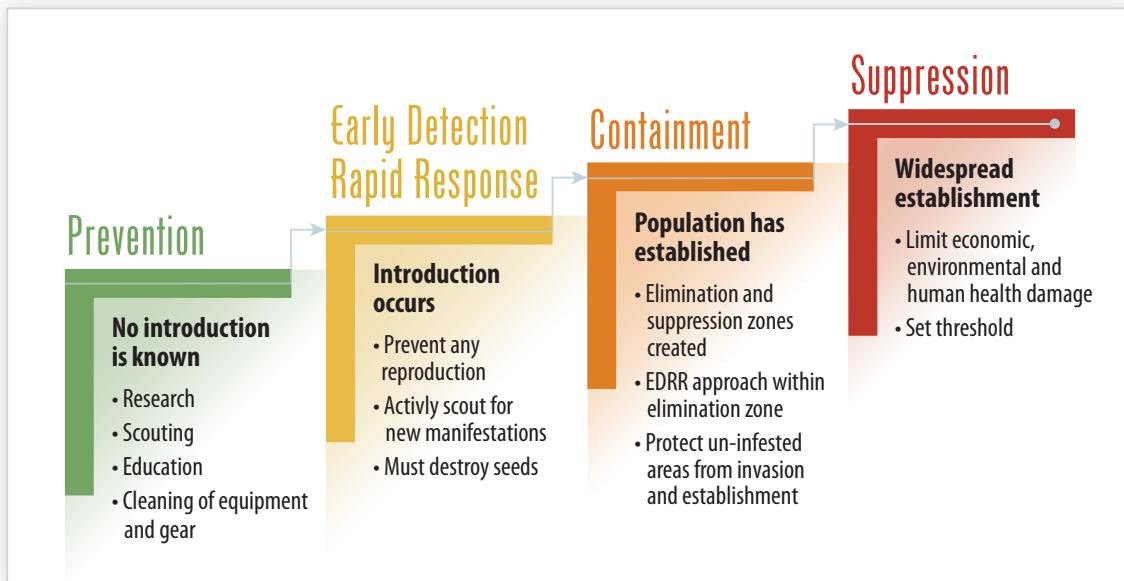 Prevention
No introduction
is known
• Research
• Scouting
• Education
• Cleaning of equipment
and gear
Early Detection
Rapid Response
Introduction
occurs
• Prevent any
reproduction
• Activly scout for
new manifestations
• Must destroy seeds
Containment
Population has
established
• Elimination and
suppression zones
created
• EDRR approach within
elimination zone
• Protect un-infested
areas from invasion
and establishment
Suppression
Widespread
establishment
• Limit economic,
environmental and
human health damage
• Set threshold